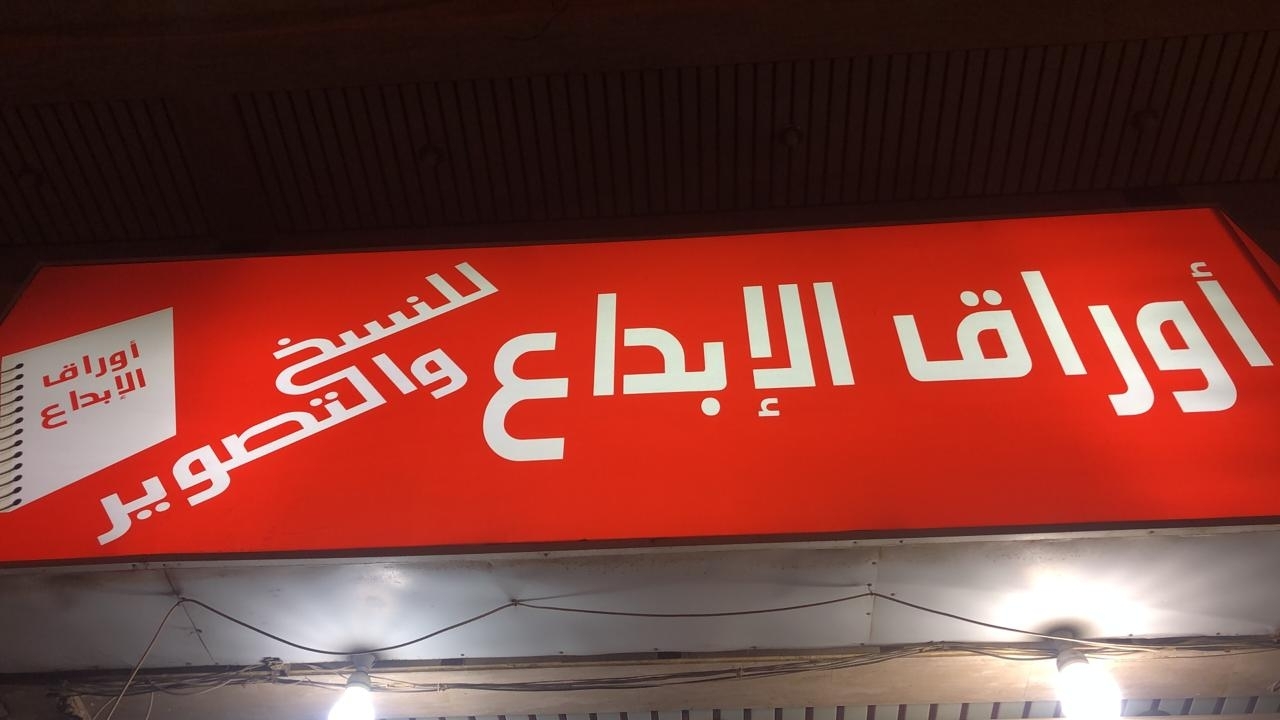 أوراق الإبداع
للنسخ
والتصوير
أوراق
الإبداع